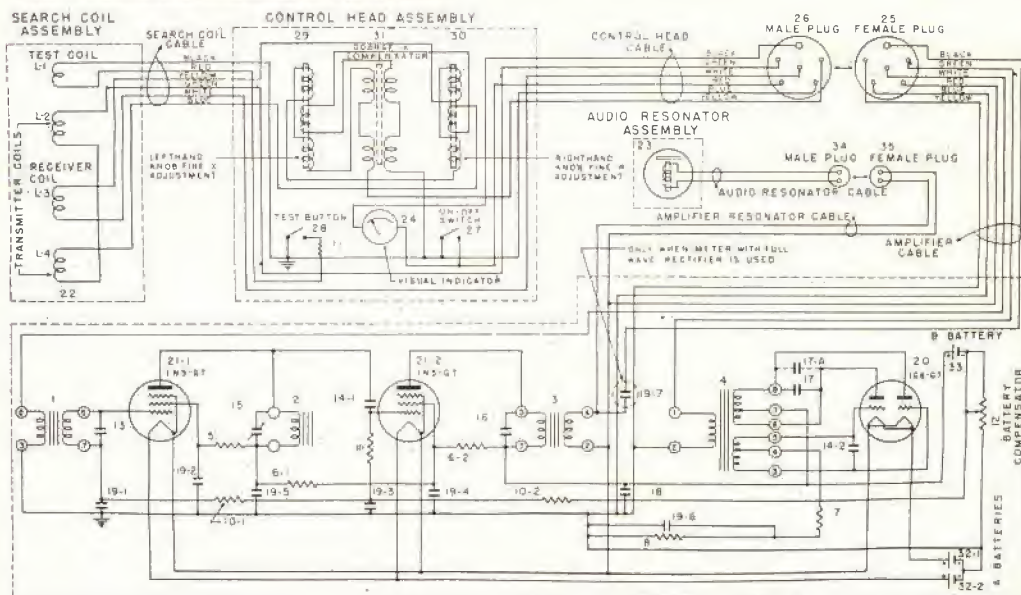 SEARCH COIL
ASSEMBLY
TEST COIL
L-1
L-2
RECEIVER
COIL
L-3
L-4
TRANSMITTER COILS
22
SEARCH COIL
CABLE
BLACK
RED
YELLOW
GREEN
WHITE
BLUE
CONTROL HEAD ASSEMBLY
29
31
30
COMPENSATOR
LEFTHAND
KNOB FINE X
ADJUSTMENT
RIGHTHAND
KNOB FINE R
ADJUSTMENT
TEST BUTTON
28
11
24
ON-OFF
SWITCH
27
VISUAL INDICATOR
CONTROL HEAD
CABLE
BLACK
GREEN
WHITE
RED
BLUE
YELLOW
26
MALE PLUG
25
FEMALE PLUG
BLACK
GREEN
WHITE
RED
BLUE
YELLOW
AUDIO RESONATOR
ASSEMBLY
23
34
MALE PLUG
35
FEMALE PLUG
AUDIO RESONATOR CABLE
AMPLIFIER RESONATOR CABLE
AMPLIFIER
CABLE
ONLY WHEN METER WITH FULL
WAVE RECTIFIER IS USED
1
13
19-1
21-1
1N5-GT
19-2
5
10-1
15
2
6-1
19-5
14-1
19-3
21-2
1N5-GT
19-4
6-2
16
3
10-2
19-7
18
19-6
8
4
17-A
17
20
1G6-GT
14-2
7
B BATTERY
33
12
BATTERY
COMPENSATOR
A BATTERIES
32-1
32-2